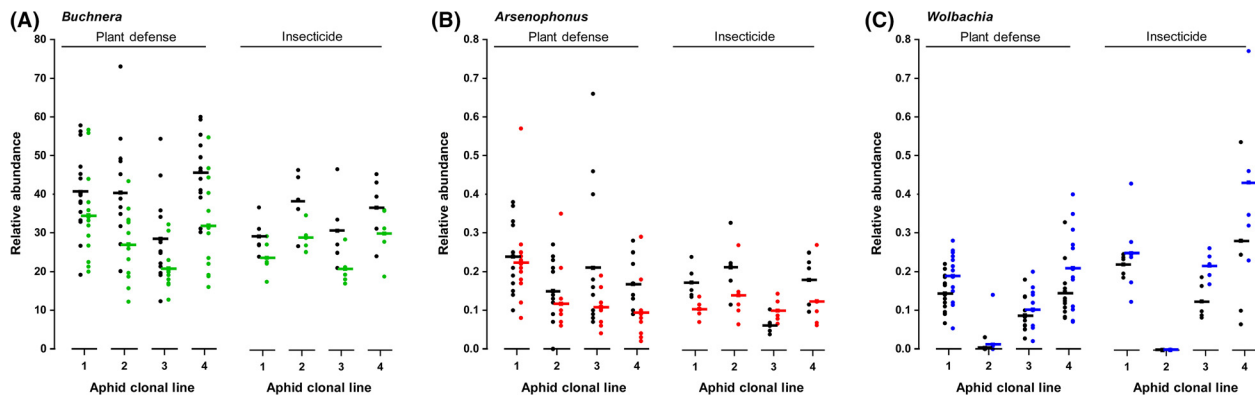 (A) Buchnera
Plant defense Insecticide
80
70
60
50
40
30
20
10
0
Relative abundance
1 2 3 4 1 2 3 4
Aphid clonal line Aphid clonal line
(B) Arsenophonus
Plant defense Insecticide
0.8
0.7
0.6
0.5
0.4
0.3
0.2
0.1
0.0
Relative abundance
1 2 3 4 1 2 3 4
Aphid clonal line Aphid clonal line
(C) Wolbachia
Plant defense Insecticide
0.8
0.7
0.6
0.5
0.4
0.3
0.2
0.1
0.0
Relative abundance
1 2 3 4 1 2 3 4
Aphid clonal line Aphid clonal line